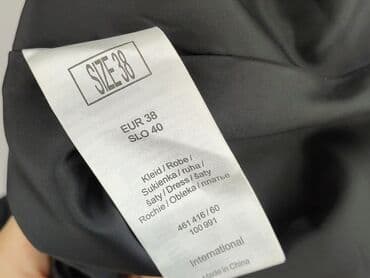 SIZE 38
EUR 38
SLO 40
Kleid / Robe /
Sukienka / ruha /
šaty / Dress / šaty
Rochie / Obleka / платье
461 416 / 60
100 991
International
Made in China